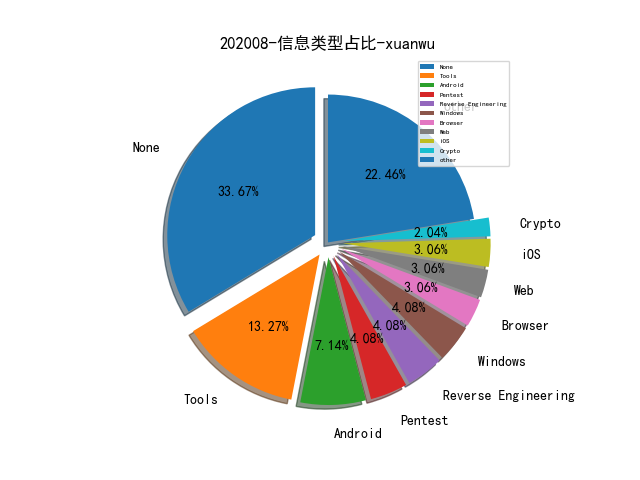 202008-信息类型占比-xuanwu
None
Tools
Android
Pentest
Reverse Engineering
Windows
Browser
Web
iOS
Crypto
other
other
None
33.67%
22.46%
Crypto
2.04%
iOS
3.06%
Web
3.06%
Browser
3.06%
Windows
4.08%
Reverse Engineering
4.08%
Pentest
4.08%
Android
7.14%
Tools
13.27%